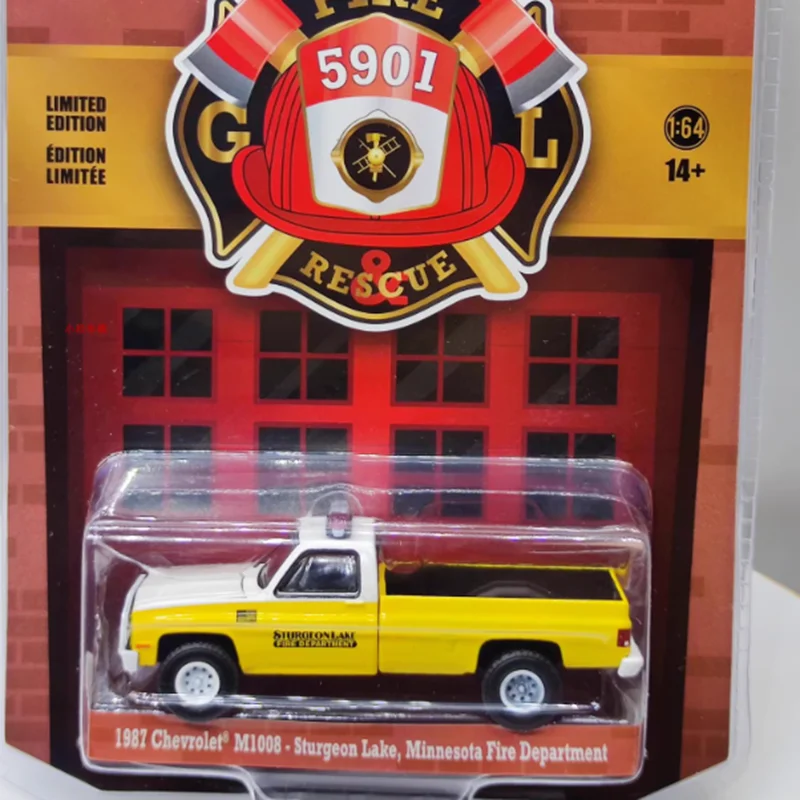 FIRE
5901
LIMITED
EDITION
ÉDITION
LIMITÉE
G
L
1:64
14+
&
RESCUE
STURGEON LAKE
FIRE DEPARTMENT
1987 Chevrolet® M1008 - Sturgeon Lake, Minnesota Fire Department